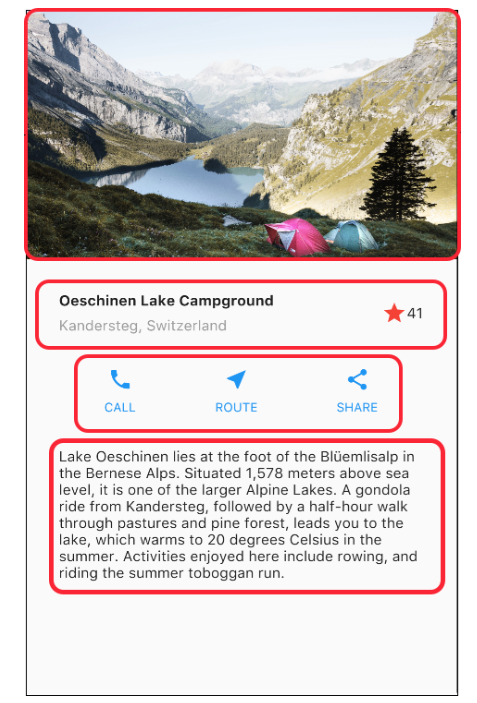 Oeschinen Lake Campground
Kandersteg, Switzerland
41
CALL
ROUTE
SHARE
Lake Oeschinen lies at the foot of the Blüemlisalp in
the Bernese Alps. Situated 1,578 meters above sea
level, it is one of the larger Alpine Lakes. A gondola
ride from Kandersteg, followed by a half-hour walk
through pastures and pine forest, leads you to the
lake, which warms to 20 degrees Celsius in the
summer. Activities enjoyed here include rowing, and
riding the summer toboggan run.